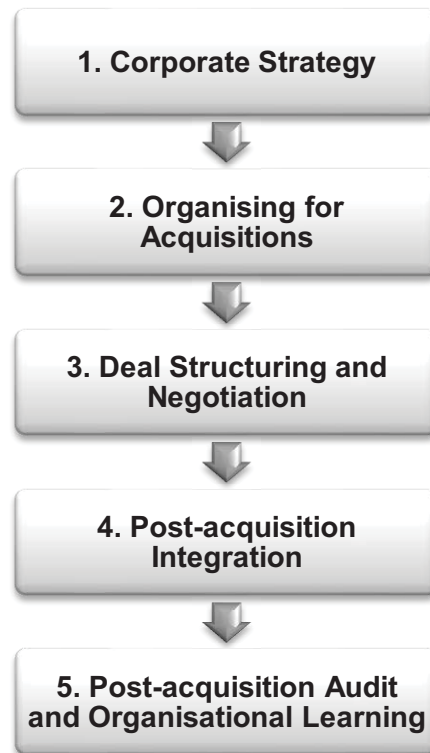 1. Corporate Strategy
2. Organising for
Acquisitions
3. Deal Structuring and
Negotiation
4. Post-acquisition
Integration
5. Post-acquisition Audit
and Organisational Learning